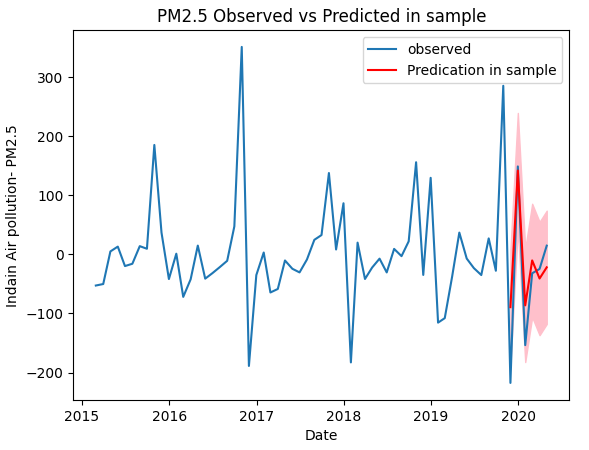 PM2.5 Observed vs Predicted in sample
observed
Predication in sample
Indain Air pollution- PM2.5
300
200
100
0
−100
−200
2015 2016 2017 2018 2019 2020
Date